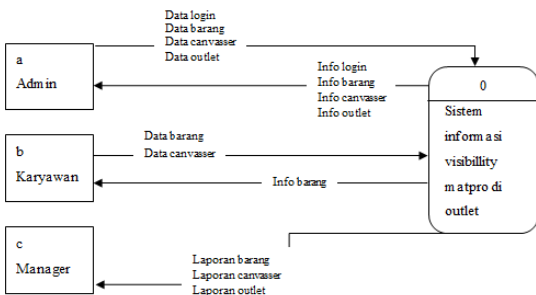 Data login
Data barang
Data canvasser
Data outlet
a
Admin
Info login
Info barang
Info canvasser
Info outlet
0
Sistem
informasi
visibillity
matpro di
outlet
b
Karyawan
Data barang
Data canvasser
Info barang
c
Manager
Laporan barang
Laporan canvasser
Laporan outlet